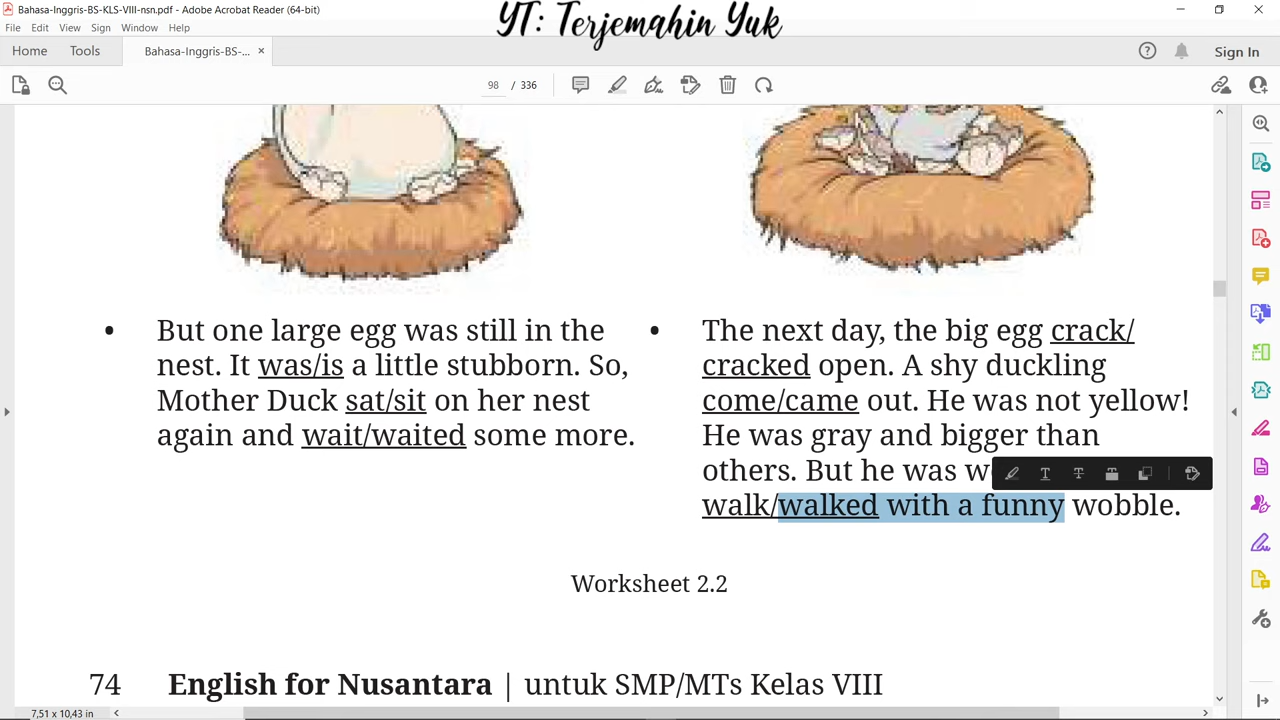 YT: Terjemahin Yuk
Bahasa-Inggris-BS-KLS-VIII-nsn.pdf - Adobe Acrobat Reader (64-bit)
File Edit View Sign Window Help
Home Tools Bahasa-Inggris-BS-... × Sign In
98 / 336
• But one large egg was still in the
nest. It was/is a little stubborn. So,
Mother Duck sat/sit on her nest
again and wait/waited some more.
• The next day, the big egg crack/
cracked open. A shy duckling
come/came out. He was not yellow!
He was gray and bigger than
others. But he was
walk/walked with a funny wobble.
Worksheet 2.2
74 English for Nusantara | untuk SMP/MTs Kelas VIII
7,51 x 10,43 in